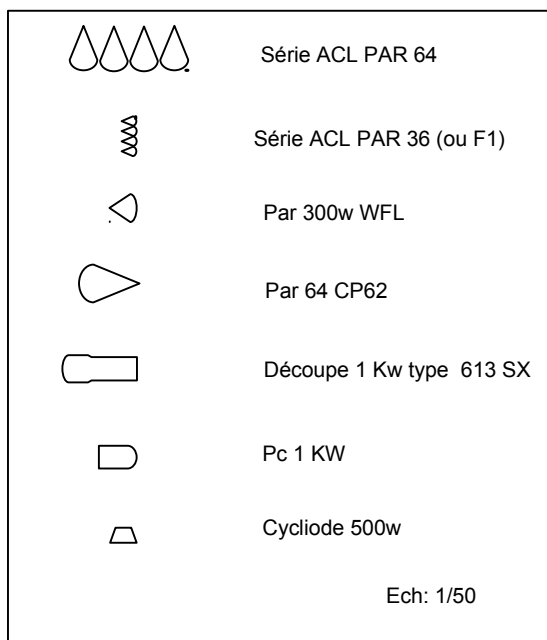 Série ACL PAR 64
Série ACL PAR 36 (ou F1)
Par 300w WFL
Par 64 CP62
Découpe 1 Kw type 613 SX
Pc 1 KW
Cycliode 500w
Ech: 1/50